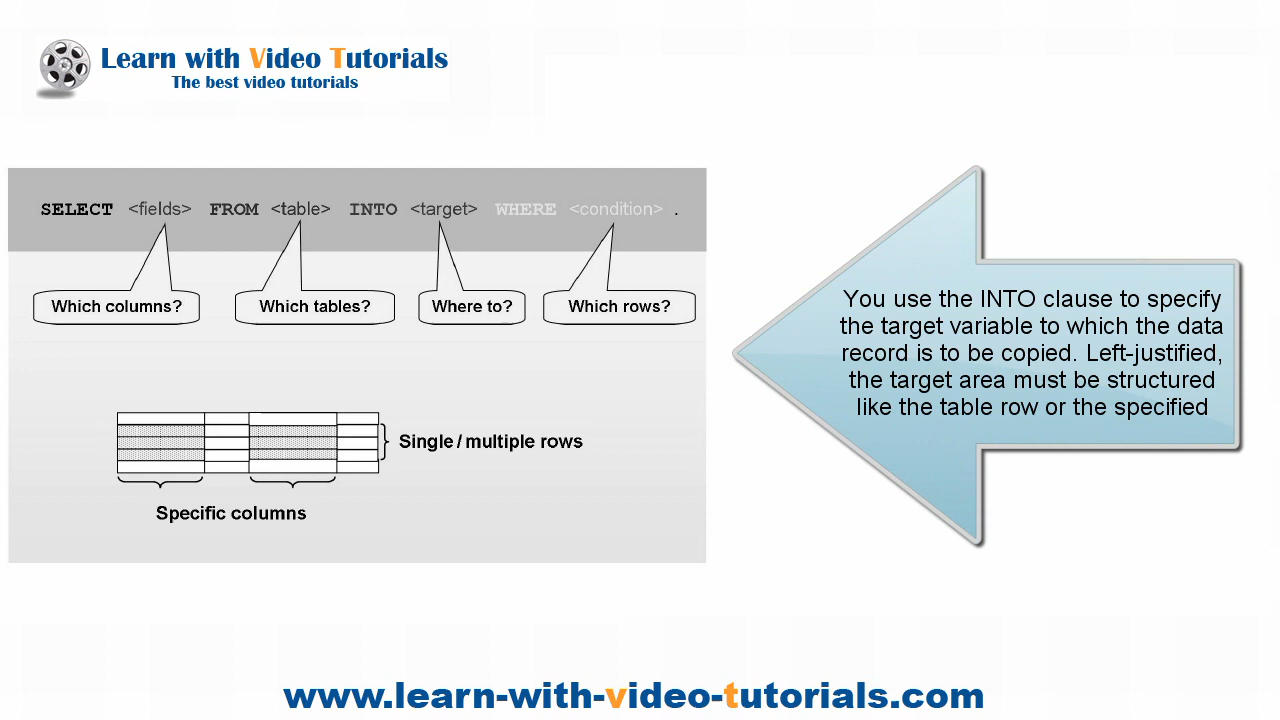 Learn with Video Tutorials
The best video tutorials
SELECT <fields> FROM <table> INTO <target> WHERE <condition> .
Which columns? Which tables? Where to? Which rows?
Single / multiple rows
Specific columns
You use the INTO clause to specify
the target variable to which the data
record is to be copied. Left-justified,
the target area must be structured
like the table row or the specified
www.learn-with-video-tutorials.com